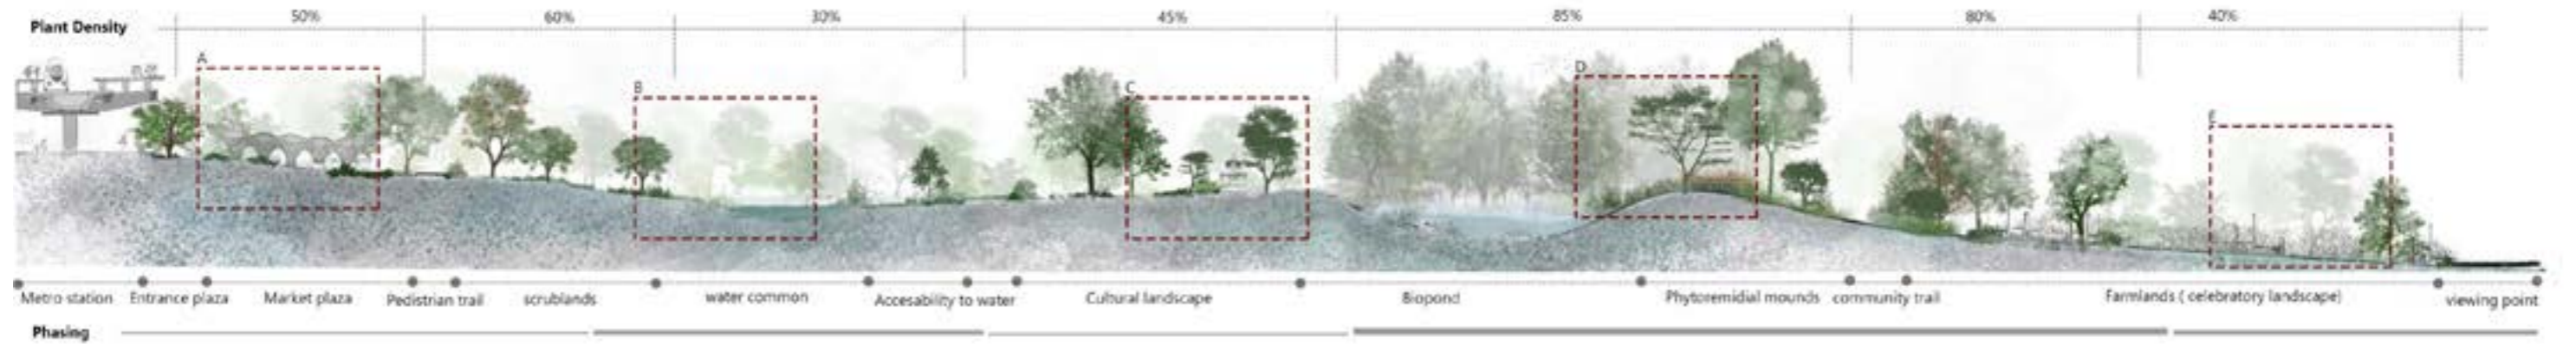 50% 60% 30% 45% 85% 80% 40%
Plant Density
A
B
C
D
E
Metro station Entrance plaza Market plaza Pedistrian trail scrublands water common Accesability to water Cultural landscape Biopond Phytoremidial mounds community trail Farmlands ( celebratory landscape) viewing point
Phasing